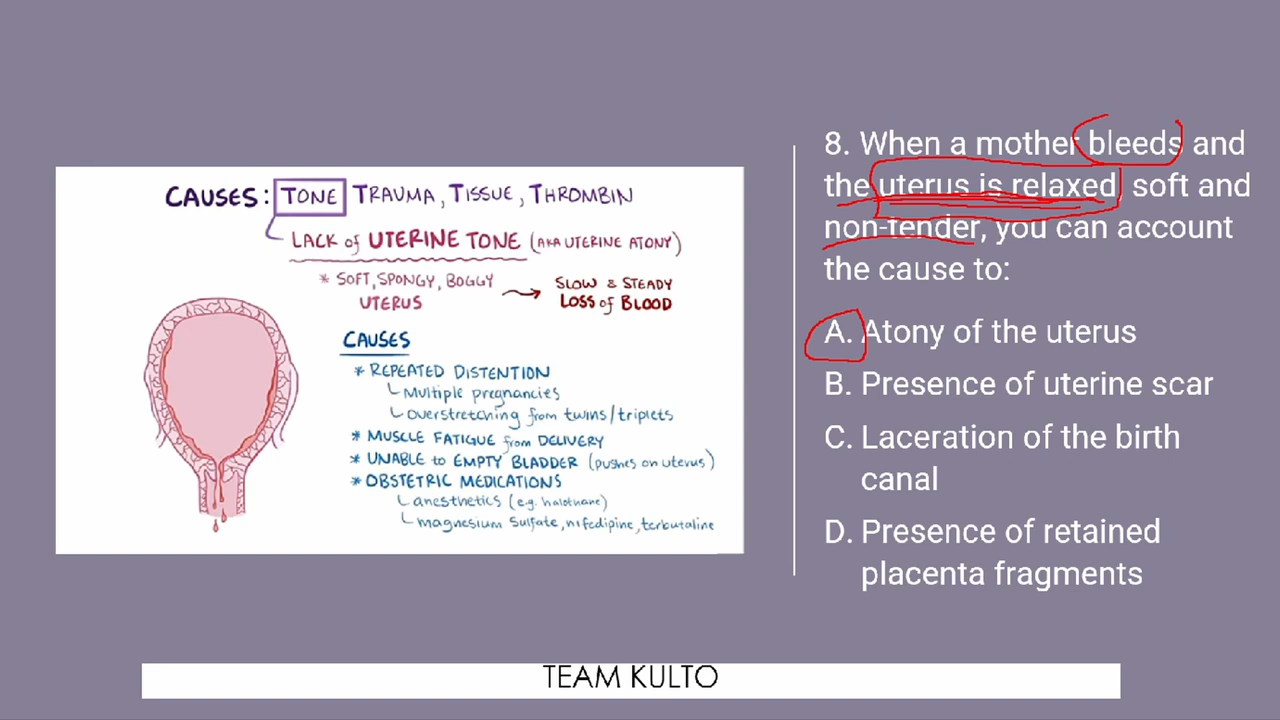 CAUSES: TONE TRAUMA, TISSUE, THROMBIN
LACK of UTERINE TONE (AKA UTERINE ATONY)
* SOFT, SPONGY, BOGGY
UTERUS
SLOW & STEADY
LOSS of BLOOD
CAUSES
* REPEATED DISTENTION
Multiple pregnancies
Overstretching from twins/triplets
* MUSCLE FATIGUE from DELIVERY
* UNABLE to EMPTY BLADDER (pushes on uterus)
* OBSTETRIC MEDICATIONS
anesthetics (e.g. halothane)
magnesium sulfate, nifedipine, terbutaline
8. When a mother bleeds and
the uterus is relaxed, soft and
non-tender, you can account
the cause to:
A. Atony of the uterus
B. Presence of uterine scar
C. Laceration of the birth
canal
D. Presence of retained
placenta fragments
TEAM KULTO